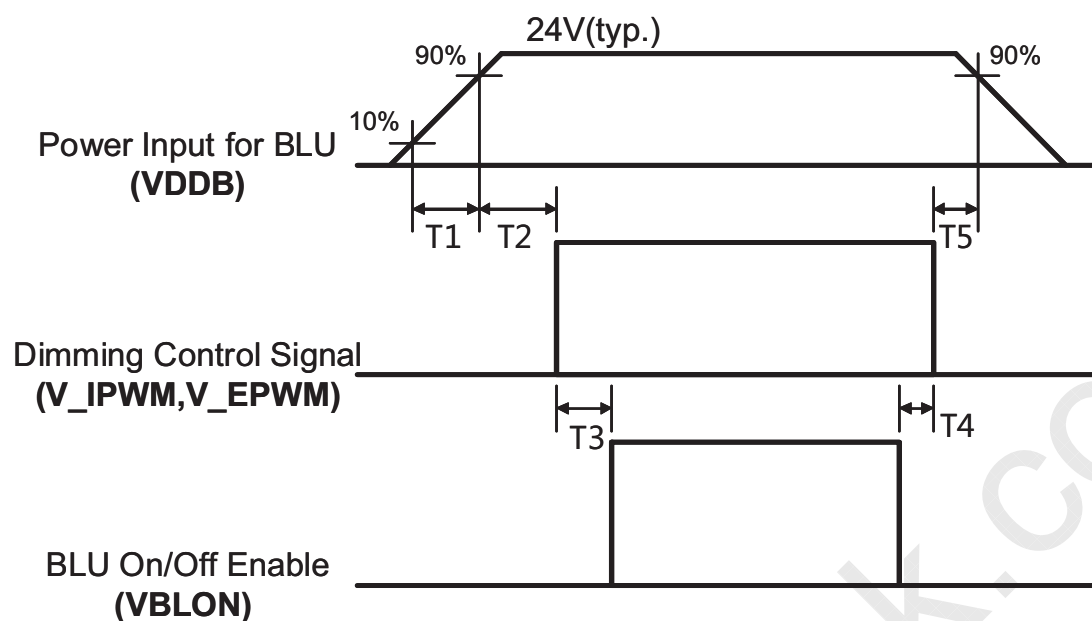 24V(typ.)
90%
90%
10%
Power Input for BLU
(VDDB)
T1
T2
T5
Dimming Control Signal
(V_IPWM,V_EPWM)
T3
T4
BLU On/Off Enable
(VBLON)
k.co